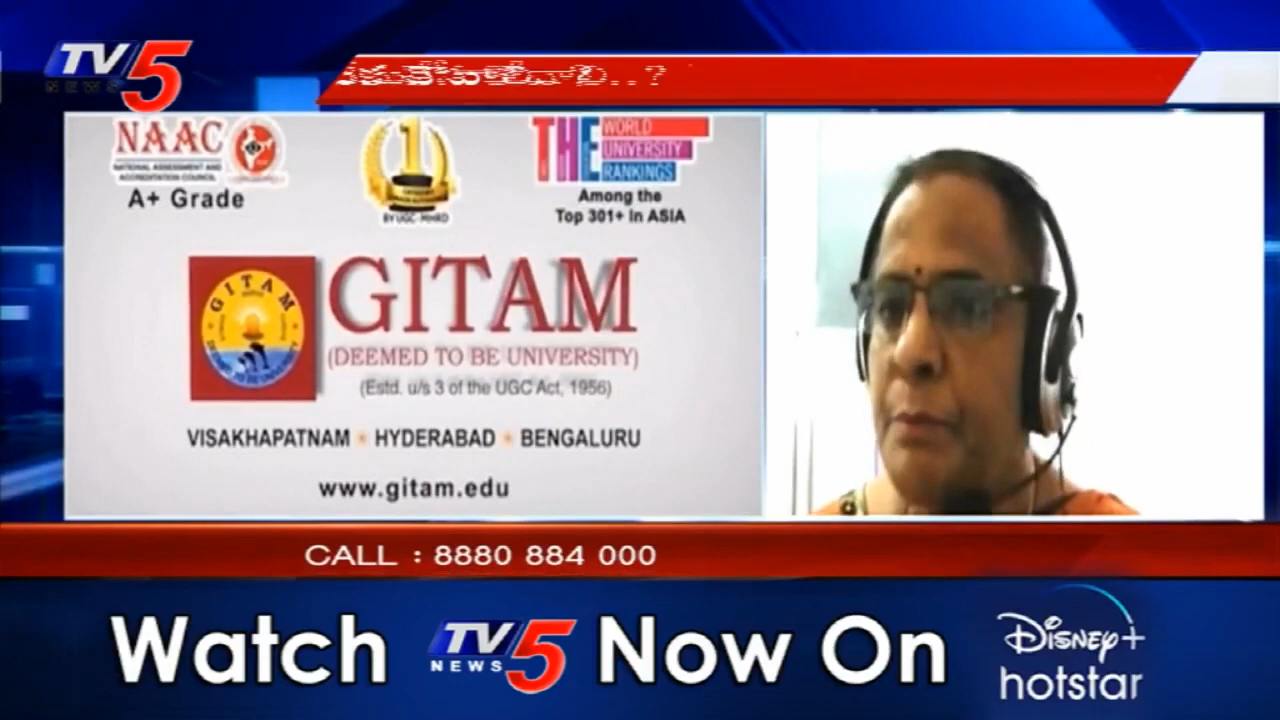 TV5
NEWS
NAAC
NATIONAL ASSESSMENT AND
ACCREDITATION COUNCIL
A+ Grade
1
BY UGC-MHRD
THE WORLD
UNIVERSITY
RANKINGS
Among the
Top 301+ in ASIA
GITAM
GITAM
(DEEMED TO BE UNIVERSITY)
(Estd. u/s 3 of the UGC Act, 1956)
VISAKHAPATNAM • HYDERABAD • BENGALURU
www.gitam.edu
CALL : 8880 884 000
Watch TV5 NEWS Now On Disney+ hotstar